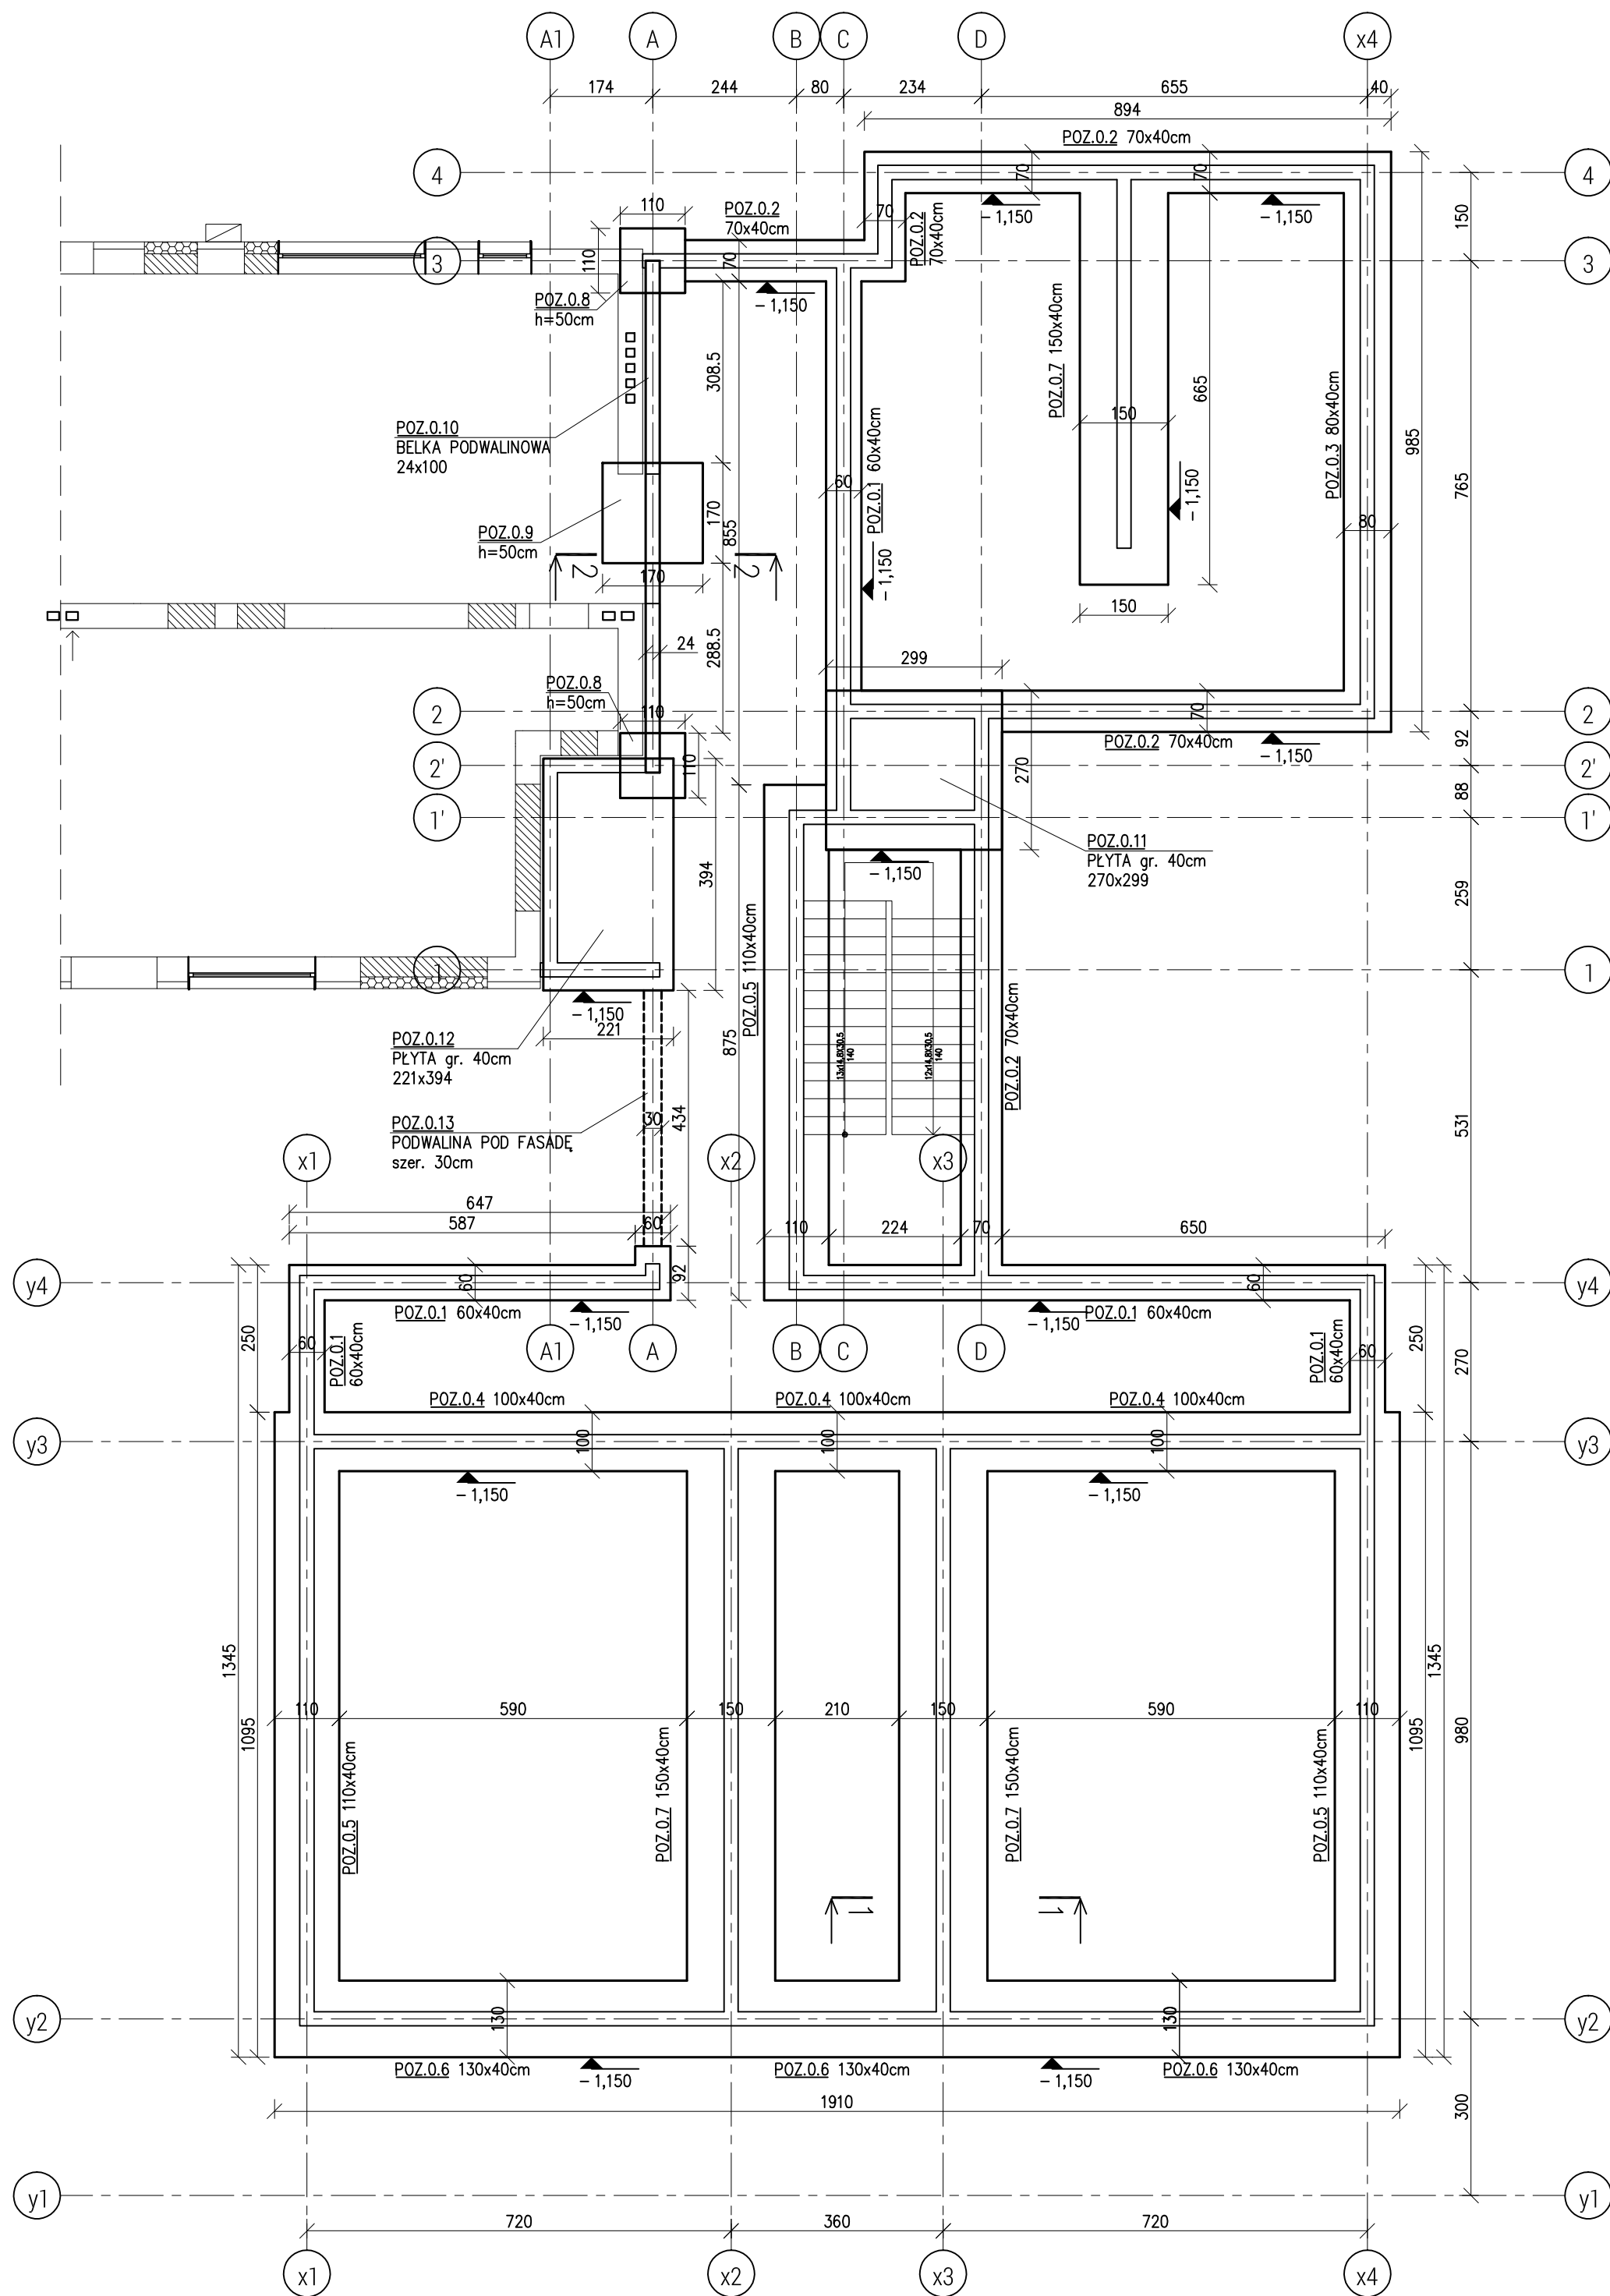 A1
A
B
C
D
x4
174
244
80
234
655
40
894
POZ.0.2 70x40cm
4
4
70
70
150
110
POZ.0.2
70x40cm
70
POZ.0.2
70x40cm
- 1,150
- 1,150
3
3
110
70
POZ.0.8
h=50cm
- 1,150
308.5
POZ.0.7 150x40cm
665
150
POZ.0.10
BELKA PODWALINOWA
24x100
POZ.0.1 60x40cm
60
POZ.0.3 80x40cm
985
765
- 1,150
80
170
855
POZ.0.9
h=50cm
2
2
170
- 1,150
150
24
288.5
299
POZ.0.8
h=50cm
110
2
2
70
92
POZ.0.2 70x40cm
- 1,150
110
270
2'
2'
88
1'
1'
POZ.0.11
PŁYTA gr. 40cm
270x299
394
- 1,150
259
POZ.0.5 110x40cm
1
1
- 1,150
221
POZ.0.12
PŁYTA gr. 40cm
221x394
875
13x14,8X30,5
140
12x14,8X30,5
140
POZ.0.2 70x40cm
POZ.0.13
PODWALINA POD FASADĘ
szer. 30cm
30
434
531
x1
x2
x3
647
587
60
110
224
70
650
y4
y4
60
92
60
POZ.0.1 60x40cm
- 1,150
- 1,150
POZ.0.1 60x40cm
250
60
POZ.0.1
60x40cm
A1
A
B
C
D
POZ.0.1
60x40cm
60
250
270
POZ.0.4 100x40cm
POZ.0.4 100x40cm
POZ.0.4 100x40cm
y3
y3
100
100
100
- 1,150
- 1,150
1345
1345
1095
1095
980
110
590
150
210
150
590
110
POZ.0.5 110x40cm
POZ.0.7 150x40cm
POZ.0.7 150x40cm
POZ.0.5 110x40cm
1
1
y2
y2
130
130
POZ.0.6 130x40cm
- 1,150
POZ.0.6 130x40cm
- 1,150
POZ.0.6 130x40cm
1910
300
y1
y1
720
360
720
x1
x2
x3
x4